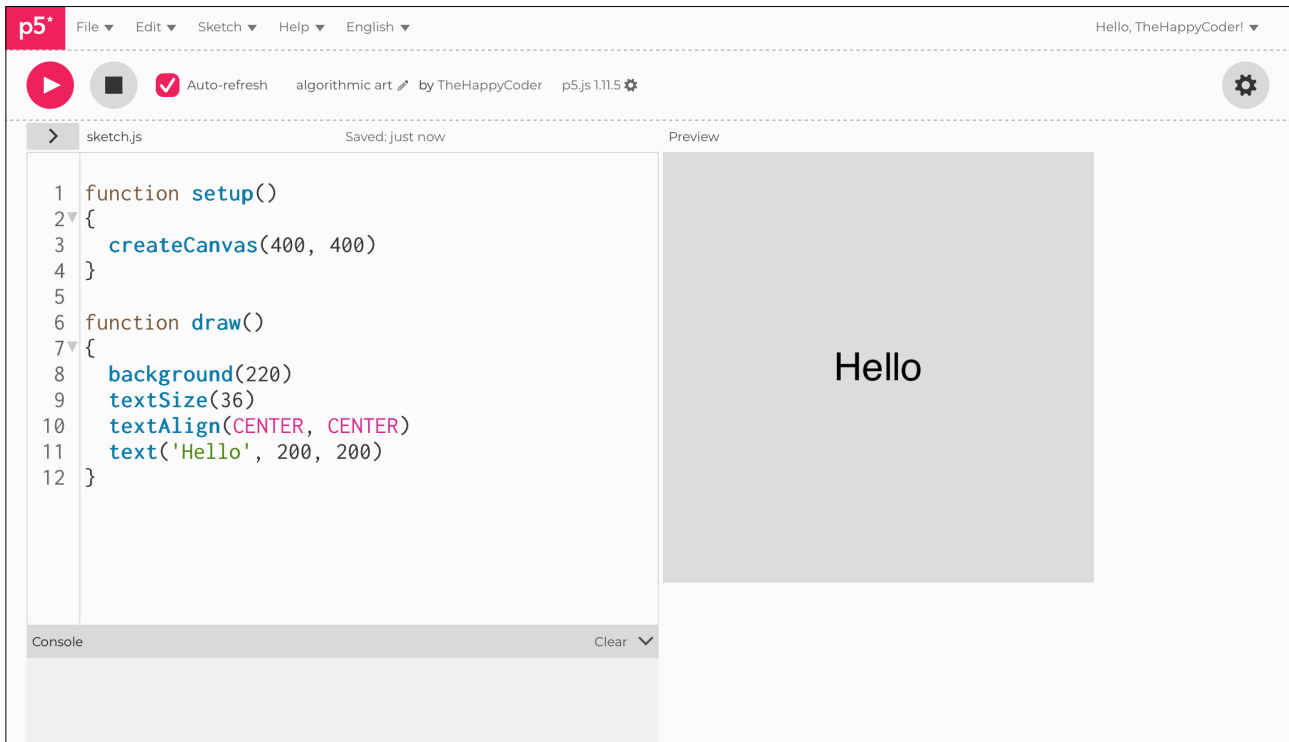 p5* File Edit Sketch Help English Hello, TheHappyCoder!
Auto-refresh algorithmic art by TheHappyCoder p5.js 1.11.5
sketch.js Saved: just now Preview
1 function setup()
2 {
3   createCanvas(400, 400)
4 }
5
6 function draw()
7 {
8   background(220)
9   textSize(36)
10   textAlign(CENTER, CENTER)
11   text('Hello', 200, 200)
12 }
Hello
Console Clear